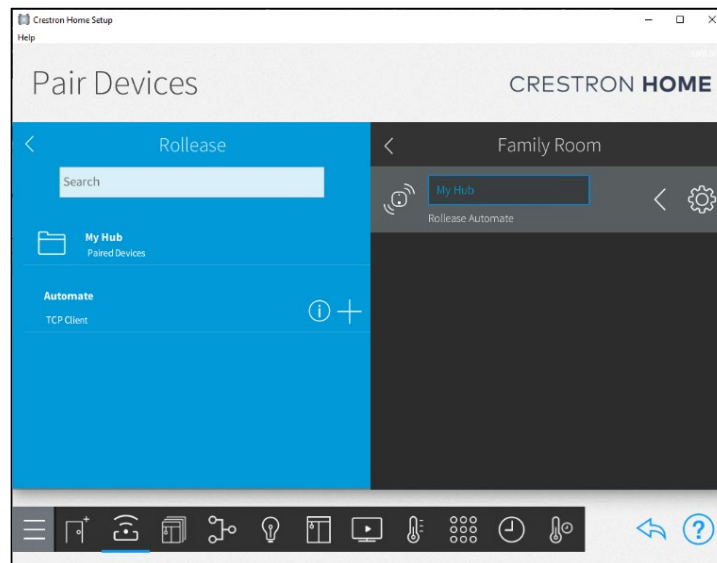 Crestron Home Setup
Help
Pair Devices
CRESTRON HOME
Rollease
Search
My Hub
Paired Devices
Automate
TCP Client
Family Room
My Hub
Rollease Automate